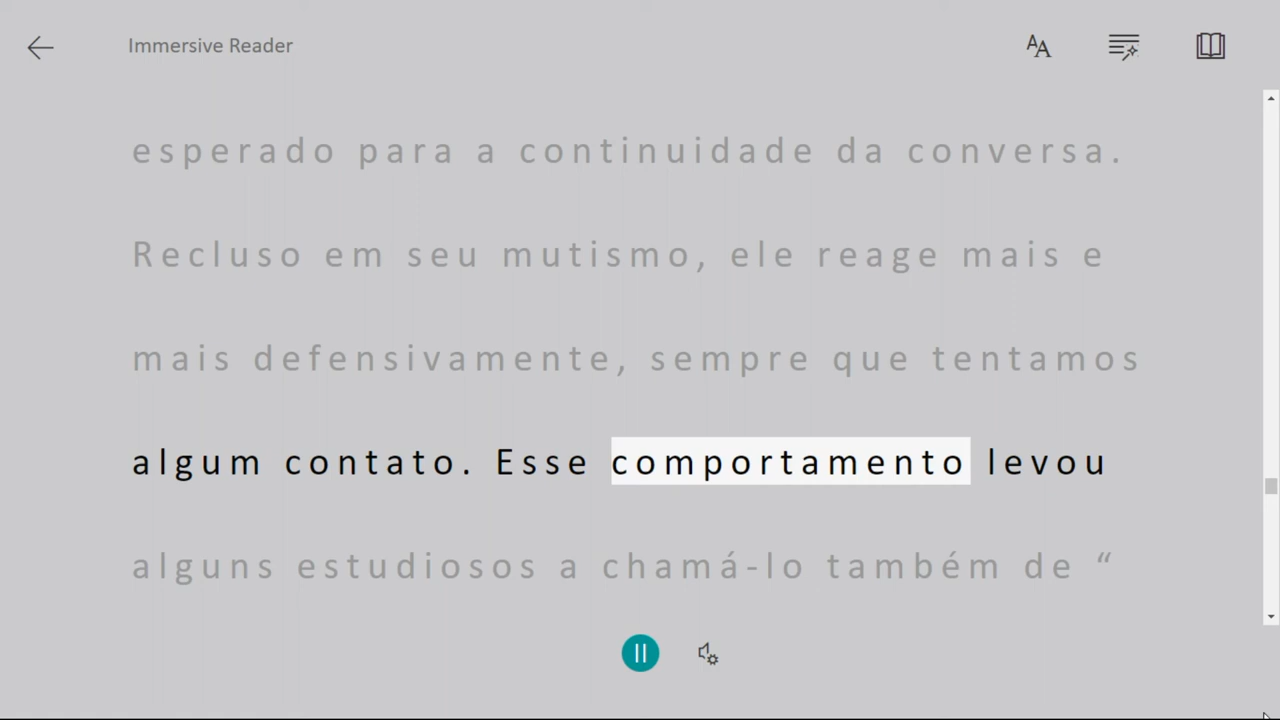 Immersive Reader
esperado para a continuidade da conversa.
Recluso em seu mutismo, ele reage mais e
mais defensivamente, sempre que tentamos
algum contato. Esse comportamento levou
alguns estudiosos a chamá-lo também de “